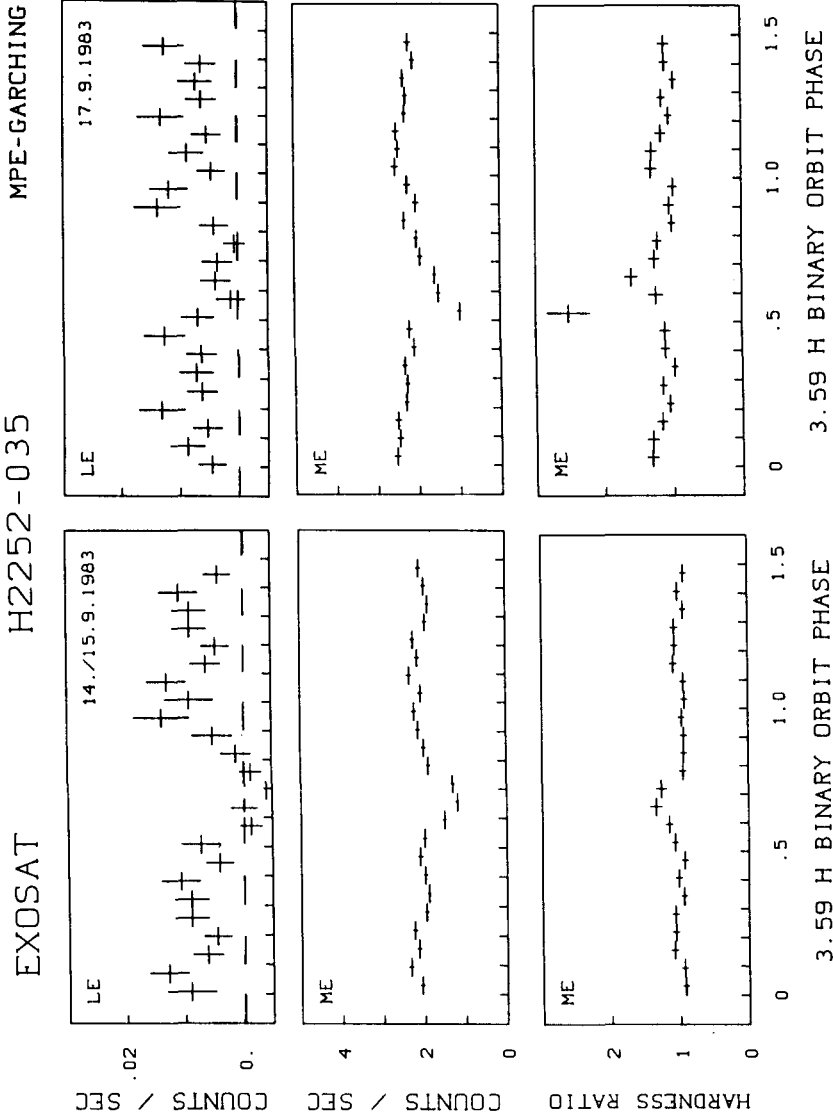 EXOSAT H2252-035 MPE-GARCHING
LE 14./15.9.1983
LE 17.9.1983
COUNTS / SEC
.02
0.
ME
ME
COUNTS / SEC
4
2
0
ME
ME
HARDNESS RATIO
2
1
0
0 .5 1.0 1.5
0 .5 1.0 1.5
3.59 H BINARY ORBIT PHASE
3.59 H BINARY ORBIT PHASE